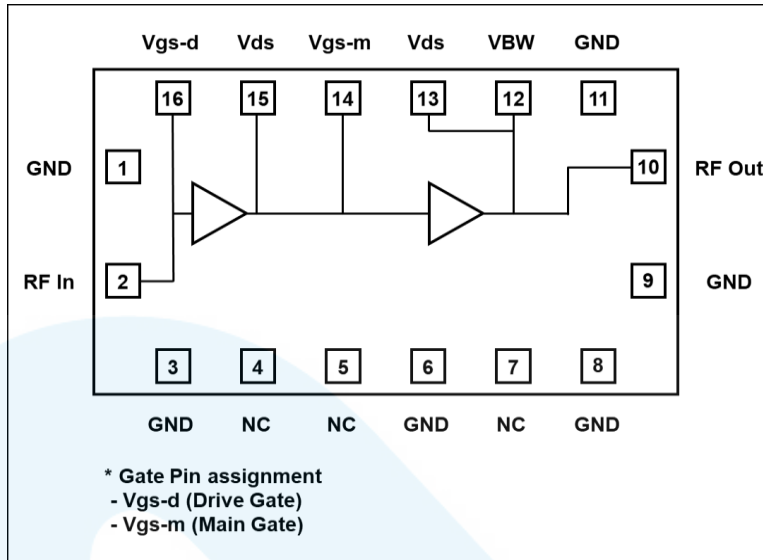 Vgs-d Vds Vgs-m Vds VBW GND
16 15 14 13 12 11
GND 1 10 RF Out
RF In 2 9 GND
3 4 5 6 7 8
GND NC NC GND NC GND
* Gate Pin assignment
- Vgs-d (Drive Gate)
- Vgs-m (Main Gate)